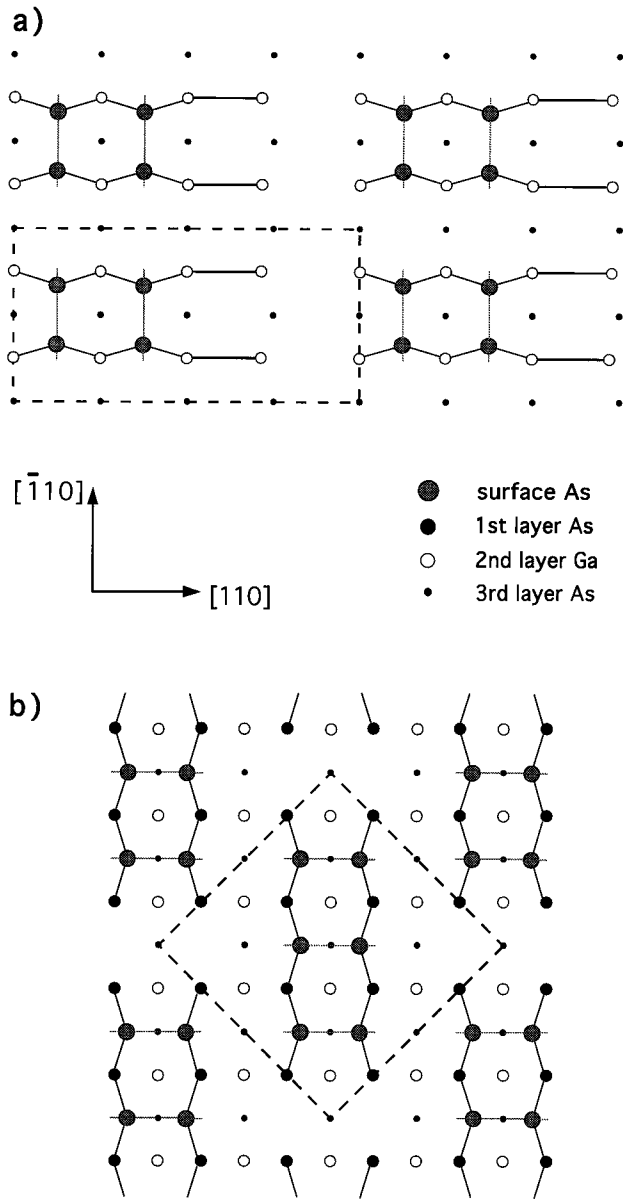 a)
[1̄10]
[110]
surface As
1st layer As
2nd layer Ga
3rd layer As
b)